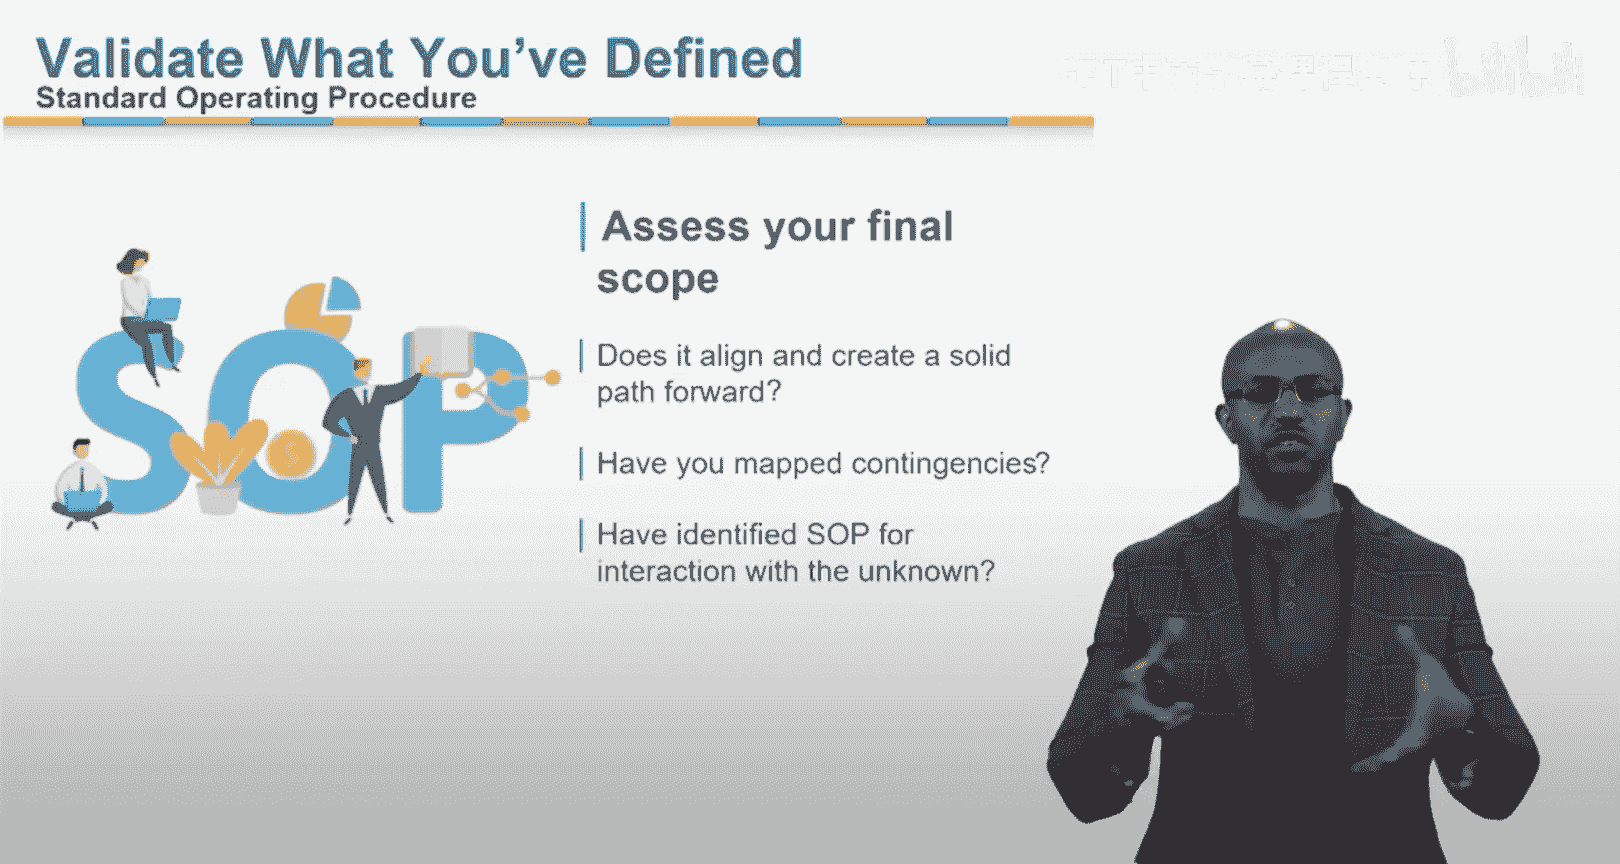 Validate What You’ve Defined
Standard Operating Procedure
Assess your final
scope
Does it align and create a solid
path forward?
Have you mapped contingencies?
Have identified SOP for
interaction with the unknown?
SOP
$
bilibili